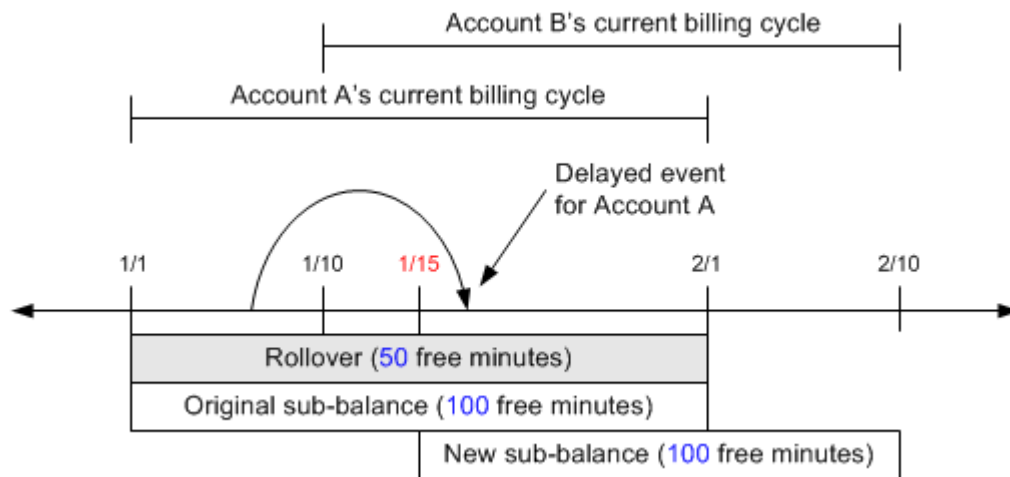 Account B's current billing cycle
Account A's current billing cycle
Delayed event
for Account A
1/1
1/10
1/15
2/1
2/10
Rollover (50 free minutes)
Original sub-balance (100 free minutes)
New sub-balance (100 free minutes)